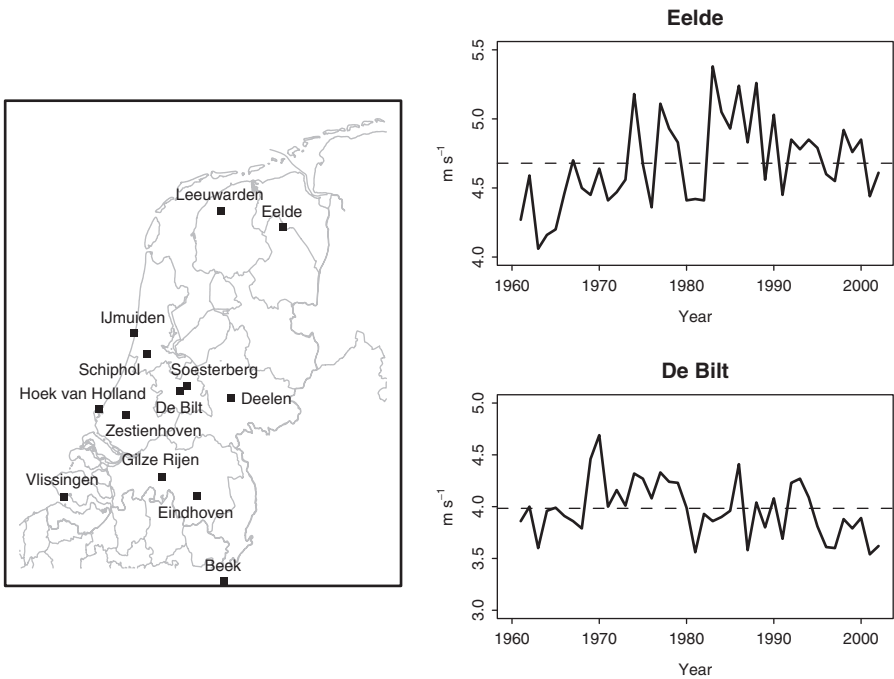 Leeuwarden
Eelde
IJmuiden
Schiphol
Soesterberg
Hoek van Holland
De Bilt
Deelen
Zestienhoven
Gilze Rijen
Vlissingen
Eindhoven
Beek
Eelde
5.5
5.0
4.5
4.0
m s⁻¹
1960 1970 1980 1990 2000
Year
De Bilt
5.0
4.5
4.0
3.5
3.0
m s⁻¹
1960 1970 1980 1990 2000
Year